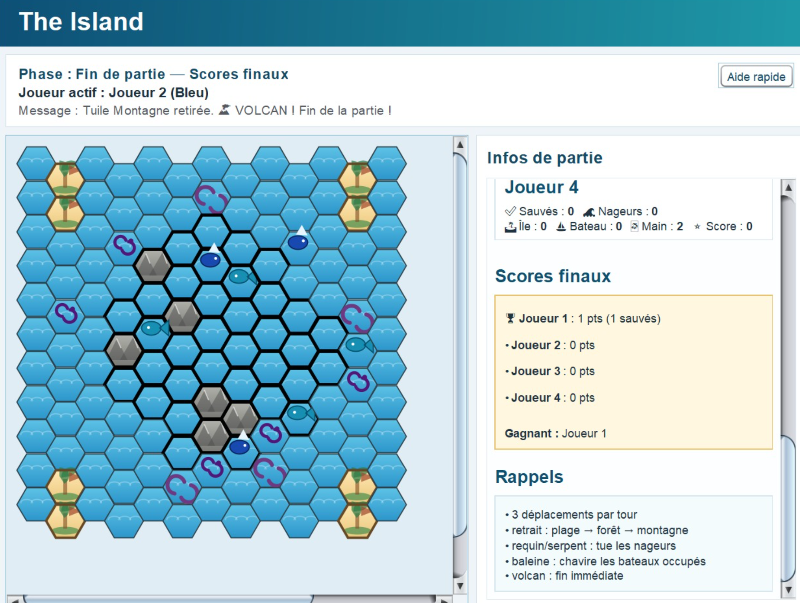 The Island
Phase : Fin de partie — Scores finaux
Joueur actif : Joueur 2 (Bleu)
Message : Tuile Montagne retirée. 🌋 VOLCAN ! Fin de la partie !
Aide rapide
Infos de partie
Joueur 4
Sauvés : 0 Nageurs : 0
Île : 0 Bateau : 0 Main : 2 Score : 0
Scores finaux
Joueur 1 : 1 pts (1 sauvés)
• Joueur 2 : 0 pts
• Joueur 3 : 0 pts
• Joueur 4 : 0 pts
Gagnant : Joueur 1
Rappels
• 3 déplacements par tour
• retrait : plage → forêt → montagne
• requin/serpent : tue les nageurs
• baleine : chavire les bateaux occupés
• volcan : fin immédiate